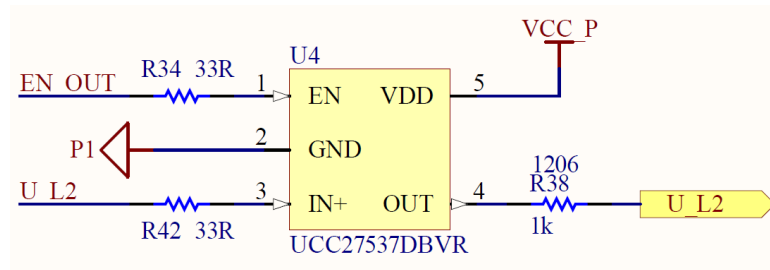 VCC_P
U4
R34 33R
EN_OUT
1
EN
VDD
5
P1
2
GND
1206
U_L2
3
IN+
OUT
4
R38
U_L2
R42 33R
1k
UCC27537DBVR